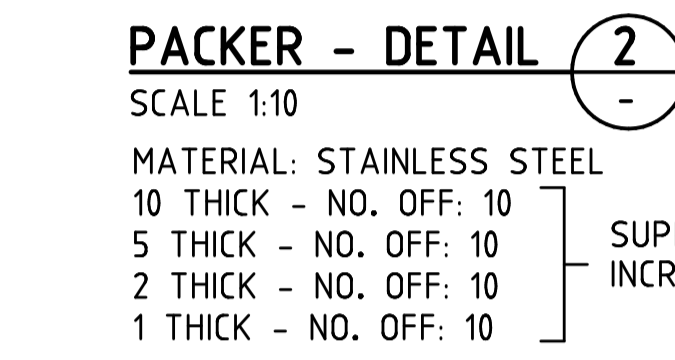 PACKER - DETAIL 2
-
SCALE 1:10
MATERIAL: STAINLESS STEEL
10 THICK - NO. OFF: 10
5 THICK - NO. OFF: 10
2 THICK - NO. OFF: 10
1 THICK - NO. OFF: 10